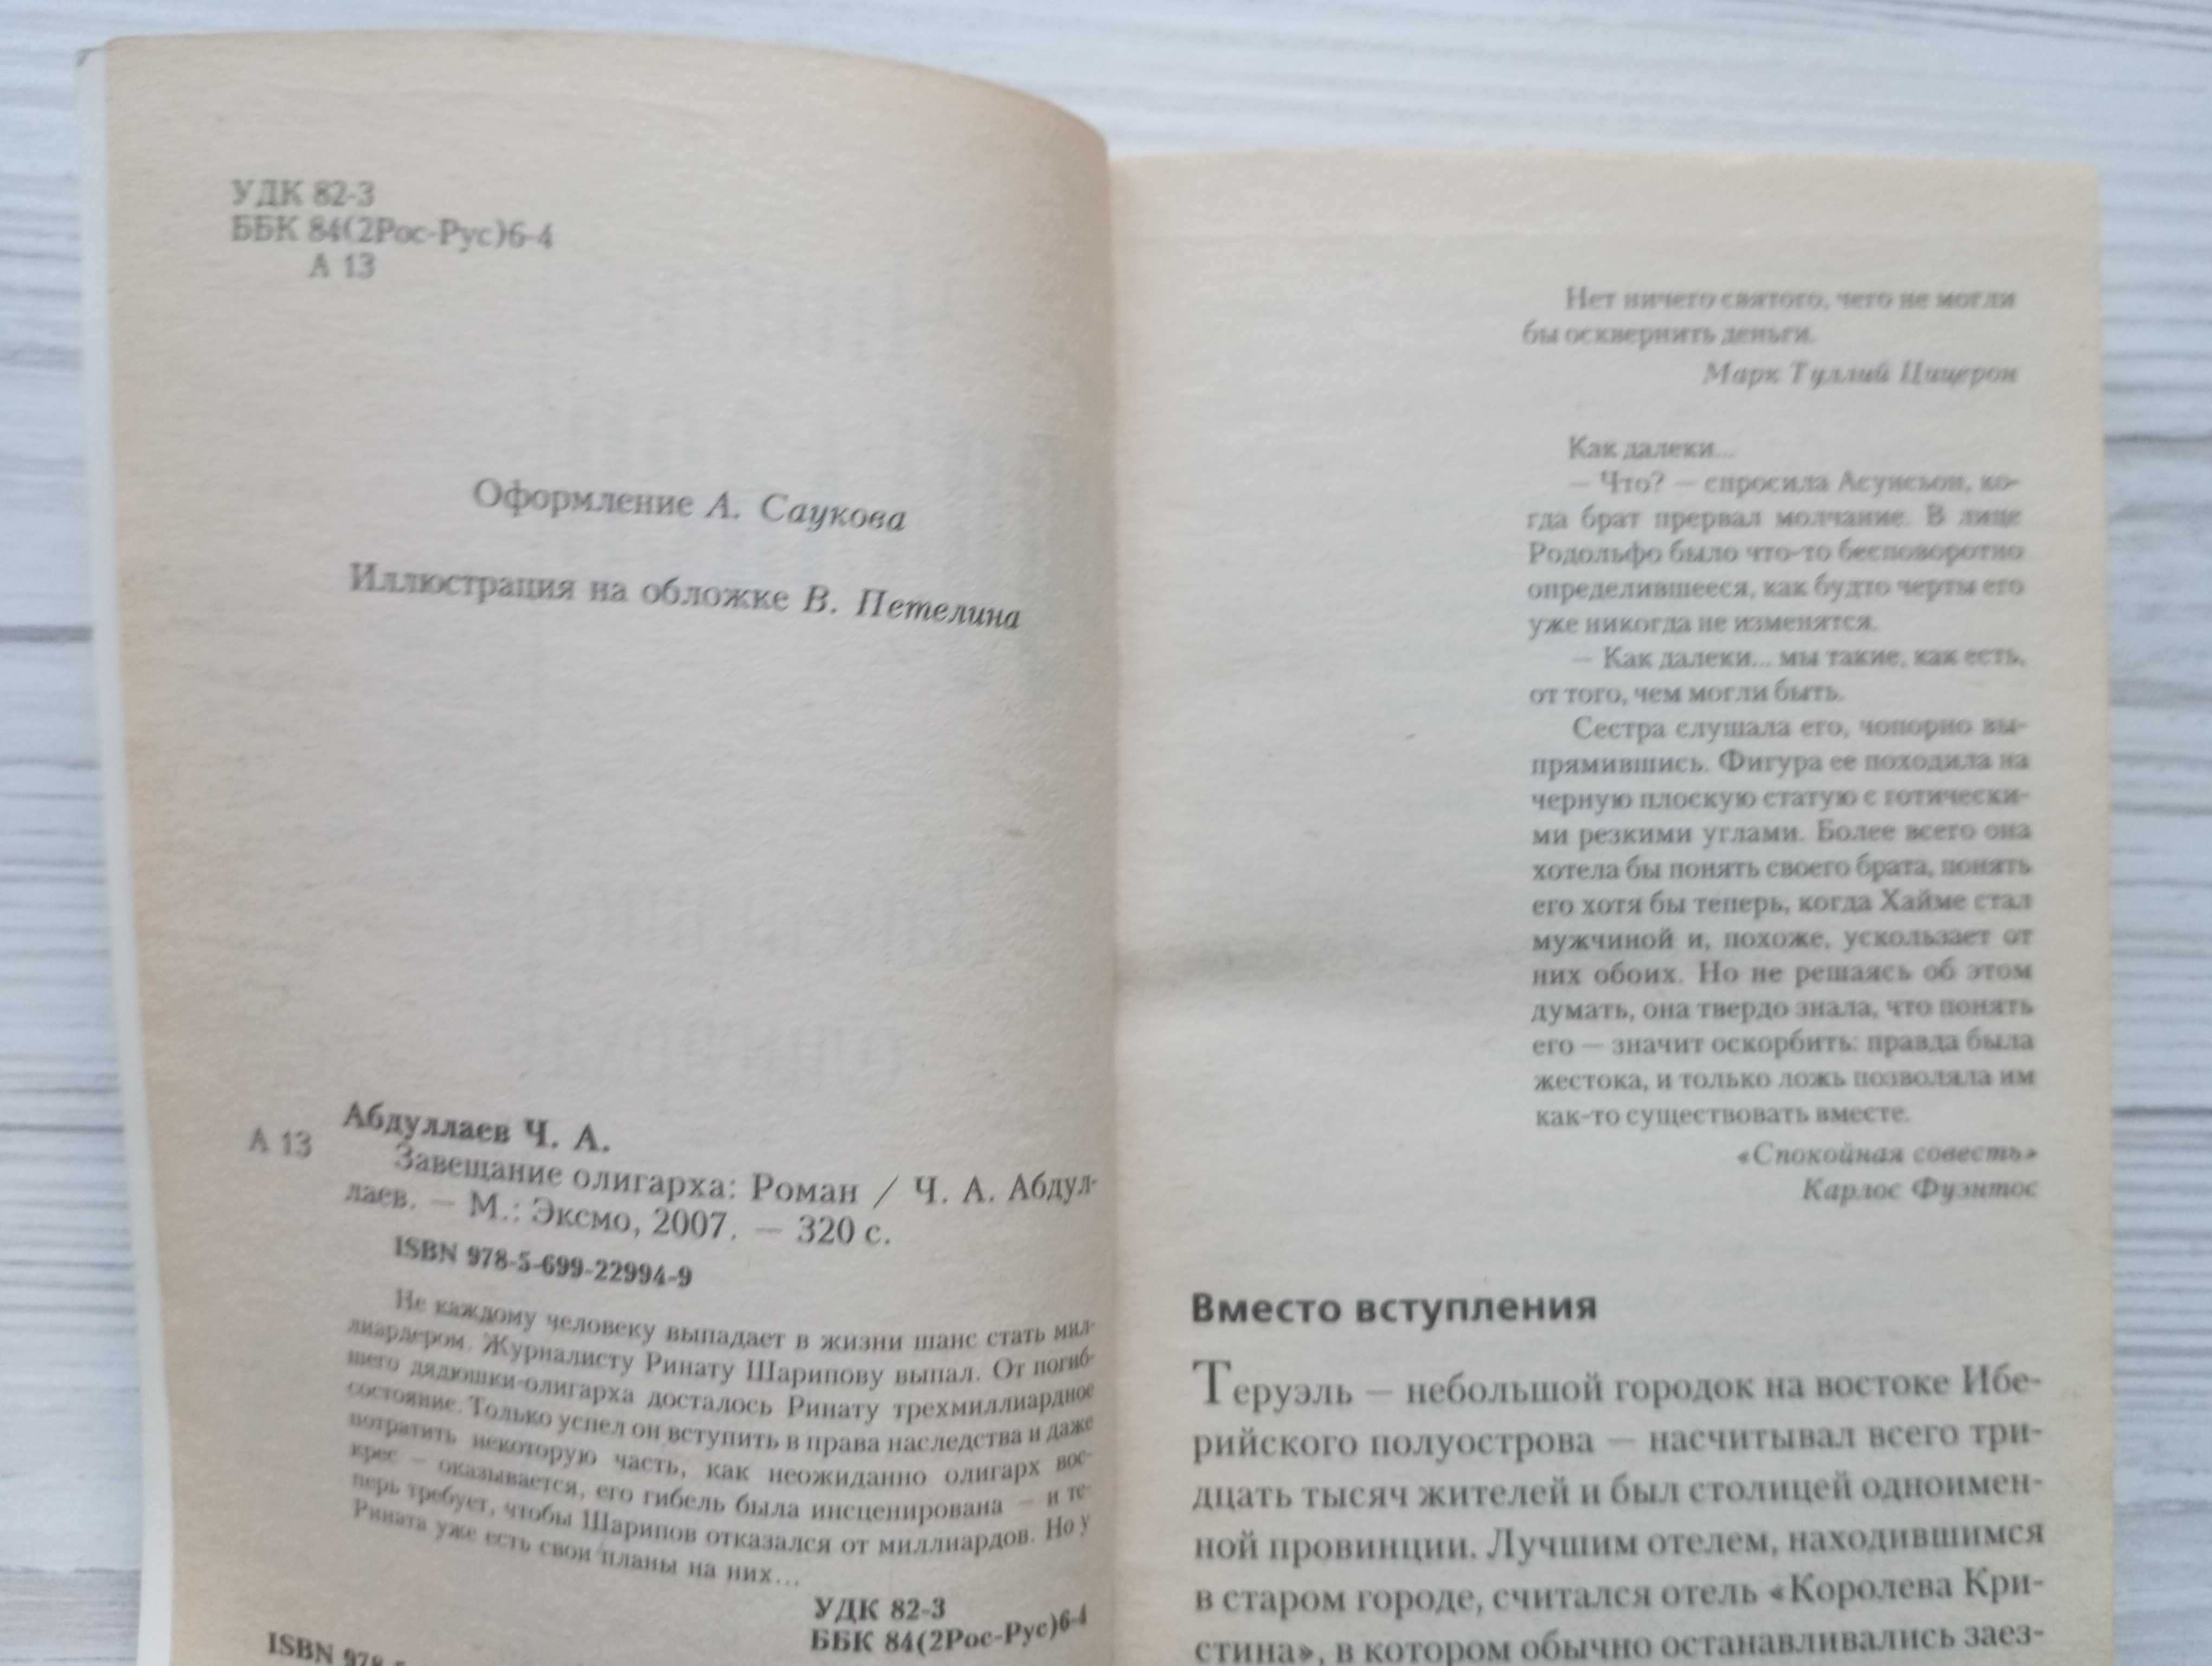 УДК 82-3
ББК 84(2Рос-Рус)6-4
А 13
Оформление А. Саукова
Иллюстрация на обложке В. Петелина
Абдуллаев Ч. А.
А 13
Завещание олигарха: Роман / Ч. А. Абдул-
лаев. — М.: Эксмо, 2007. — 320 с.
ISBN 978-5-699-22994-9
Не каждому человеку выпадает в жизни шанс стать мил-
лиардером. Журналисту Ринату Шарипову выпал. От погиб-
шего дядюшки-олигарха досталось Ринату трехмиллиардное
состояние. Только успел он вступить в права наследства и даже
потратить некоторую часть, как неожиданно олигарх вос-
крес — оказывается, его гибель была инсценирована — и те-
перь требует, чтобы Шарипов отказался от миллиардов. Но у
Рината уже есть свои планы на них...
УДК 82-3
ББК 84(2Рос-Рус)6-4
ISBN 978-5
Нет ничего святого, чего не могли
бы осквернить деньги.
Марк Туллий Цицерон
Как далеки...
— Что? — спросила Асунсьон, ко-
гда брат прервал молчание. В лице
Родольфо было что-то бесповоротно
определившееся, как будто черты его
уже никогда не изменятся.
— Как далеки... мы такие, как есть,
от того, чем могли быть.
Сестра слушала его, чопорно вы-
прямившись. Фигура ее походила на
черную плоскую статую с готически-
ми резкими углами. Более всего она
хотела бы понять своего брата, понять
его хотя бы теперь, когда Хайме стал
мужчиной и, похоже, ускользает от
них обоих. Но не решаясь об этом
думать, она твердо знала, что понять
его — значит оскорбить: правда была
жестока, и только ложь позволяла им
как-то существовать вместе.
«Спокойная совесть»
Карлос Фуэнтос
Вместо вступления
Теруэль — небольшой городок на востоке Ибе-
рийского полуострова — насчитывал всего три-
дцать тысяч жителей и был столицей одноимен-
ной провинции. Лучшим отелем, находившимся
в старом городе, считался отель «Королева Кри-
стина», в котором обычно останавливались заез-